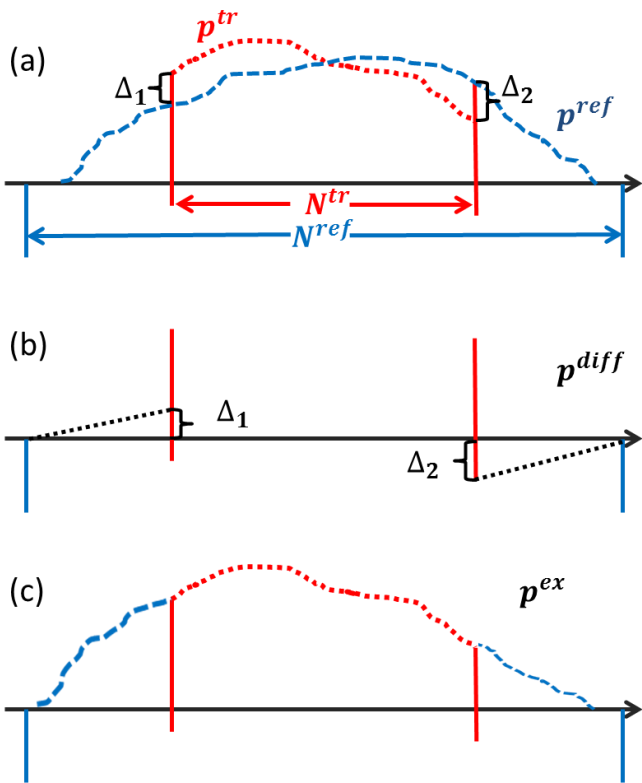 (a)
p^tr
Δ₁
Δ₂
p^ref
N^tr
N^ref
(b)
p^diff
Δ₁
Δ₂
(c)
p^ex